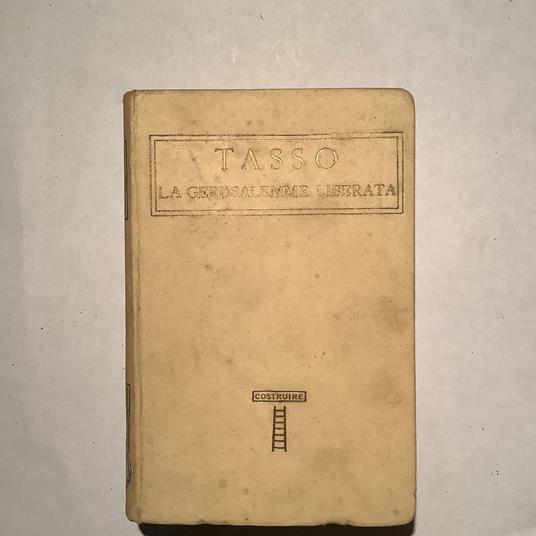 TASSO
LA GERUSALEMME LIBERATA
COSTRUIRE